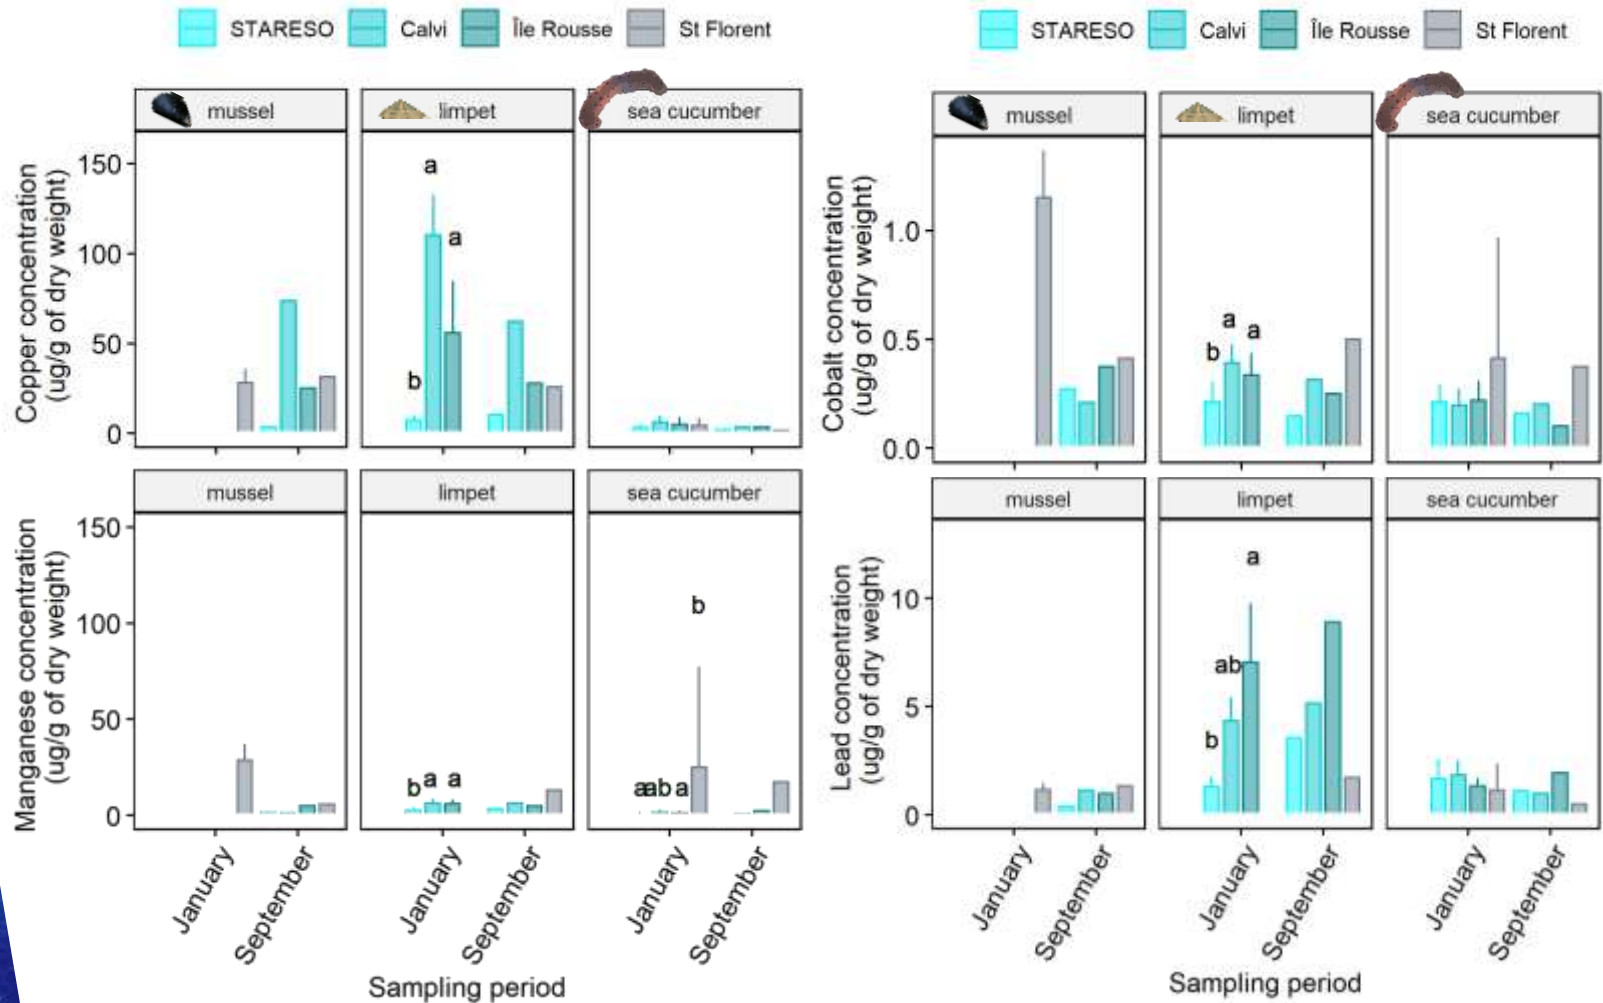 STARESO Calvi Île Rousse St Florent
mussel limpet sea cucumber
Copper concentration
(ug/g of dry weight)
150
100
50
0
a
a
b
mussel limpet sea cucumber
Manganese concentration
(ug/g of dry weight)
150
100
50
0
b a a
a ab a
b
January September January September January September
Sampling period
STARESO Calvi Île Rousse St Florent
mussel limpet sea cucumber
Cobalt concentration
(ug/g of dry weight)
1.0
0.5
0.0
b a a
mussel limpet sea cucumber
Lead concentration
(ug/g of dry weight)
10
5
0
a
ab
b
January September January September January September
Sampling period